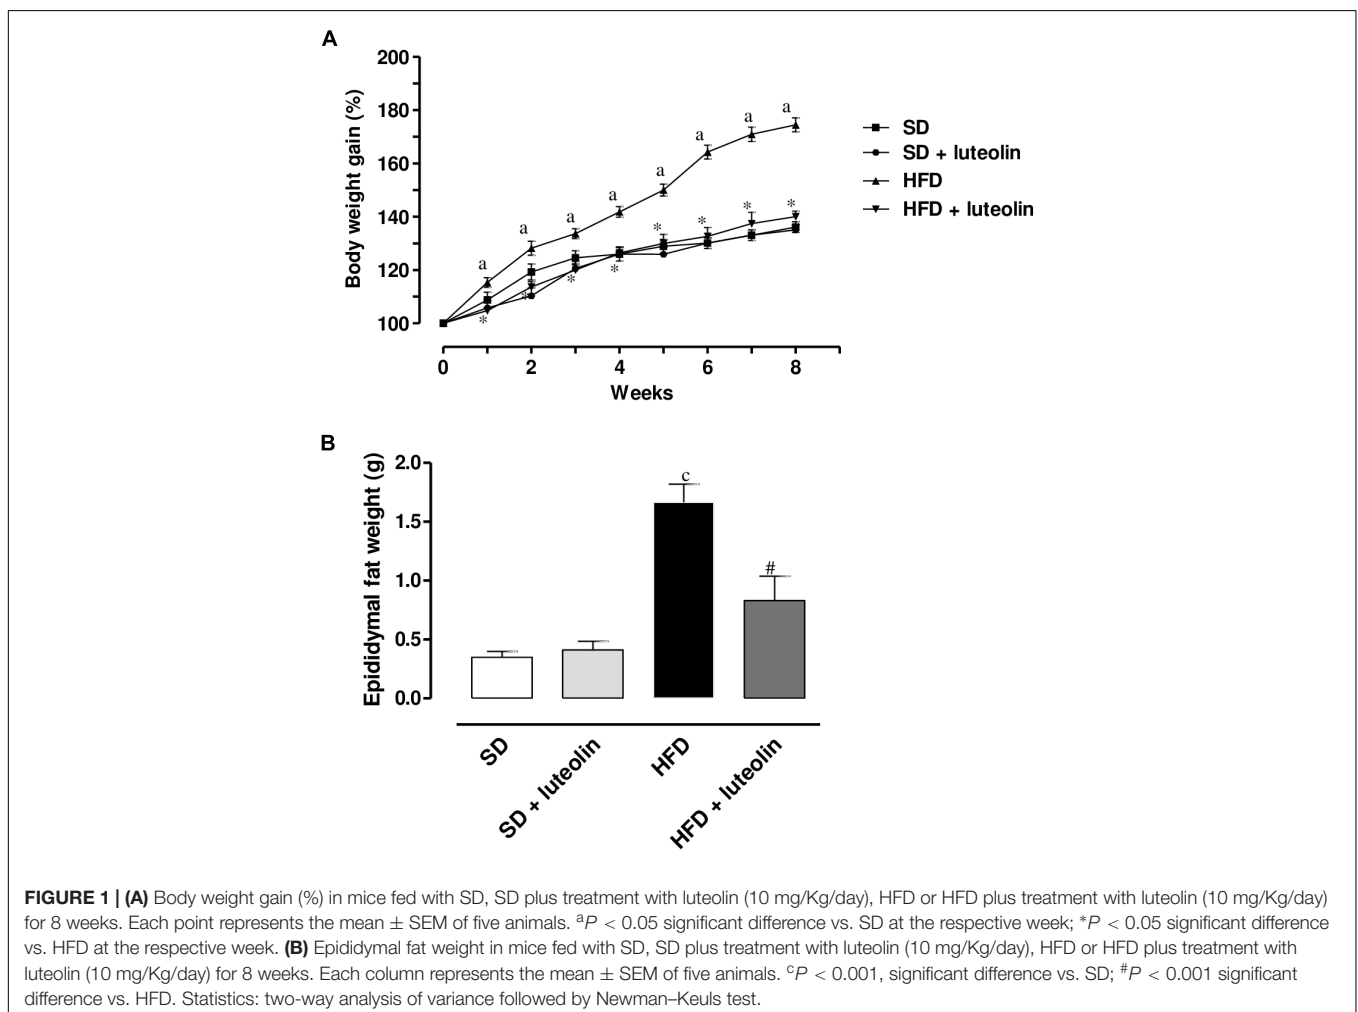 A
200
180
160
140
120
100
Body weight gain (%)
a a a a a a a a
* * * * * * * *
0 2 4 6 8
Weeks
SD
SD + luteolin
HFD
HFD + luteolin
B
2.0
1.5
1.0
0.5
0.0
Epididymal fat weight (g)
c
#
SD
SD + luteolin
HFD
HFD + luteolin
FIGURE 1 | (A) Body weight gain (%) in mice fed with SD, SD plus treatment with luteolin (10 mg/Kg/day), HFD or HFD plus treatment with luteolin (10 mg/Kg/day)
for 8 weeks. Each point represents the mean ± SEM of five animals. ᵃP < 0.05 significant difference vs. SD at the respective week; *P < 0.05 significant difference
vs. HFD at the respective week. (B) Epididymal fat weight in mice fed with SD, SD plus treatment with luteolin (10 mg/Kg/day), HFD or HFD plus treatment with
luteolin (10 mg/Kg/day) for 8 weeks. Each column represents the mean ± SEM of five animals. ᶜP < 0.001, significant difference vs. SD; #P < 0.001 significant
difference vs. HFD. Statistics: two-way analysis of variance followed by Newman–Keuls test.